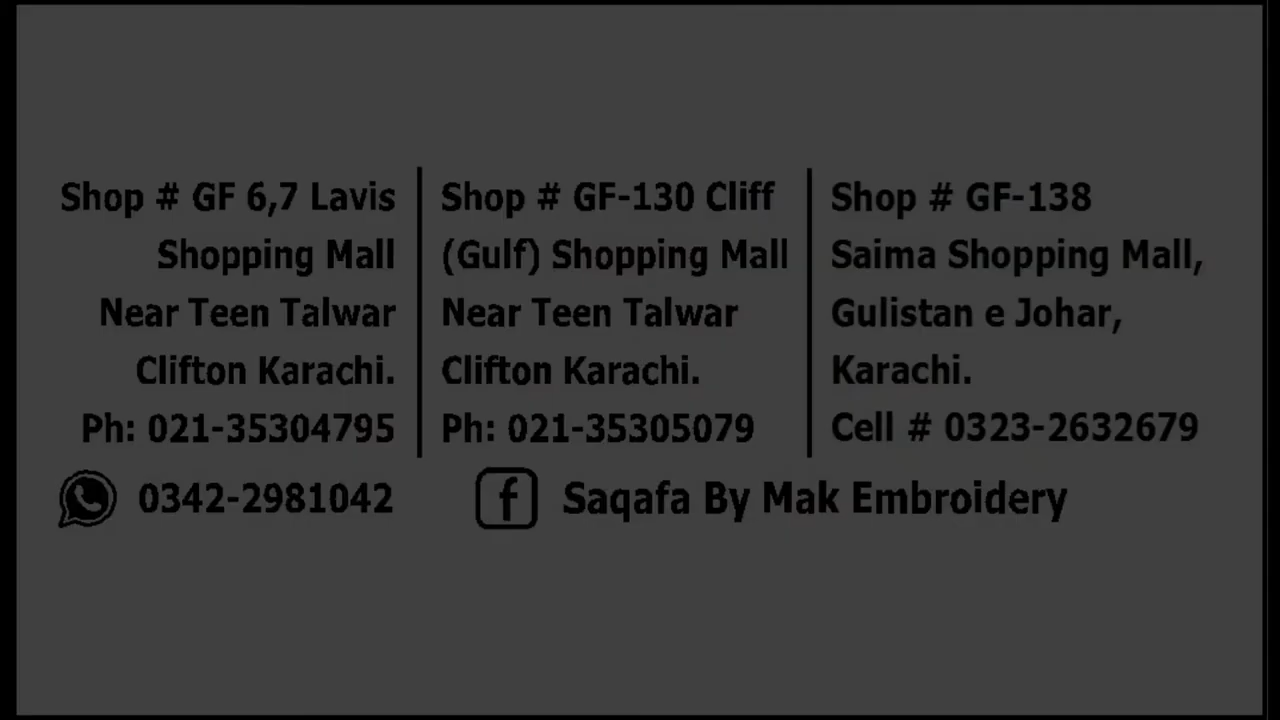 Shop # GF 6,7 Lavis
Shopping Mall
Near Teen Talwar
Clifton Karachi.
Ph: 021-35304795
Shop # GF-130 Cliff
(Gulf) Shopping Mall
Near Teen Talwar
Clifton Karachi.
Ph: 021-35305079
Shop # GF-138
Saima Shopping Mall,
Gulistan e Johar,
Karachi.
Cell # 0323-2632679
0342-2981042
f Saqafa By Mak Embroidery